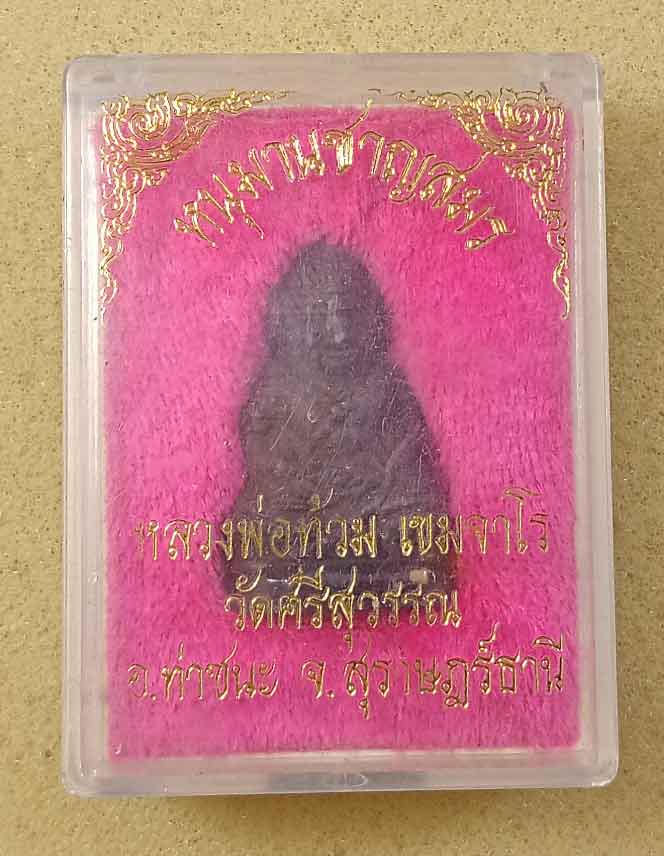 หนุมานชาญสมร
หลวงพ่อท้วม เขมจาโร
วัดศรีสุวรรณ
อ.ท่าชนะ จ.สุราษฎร์ธานี